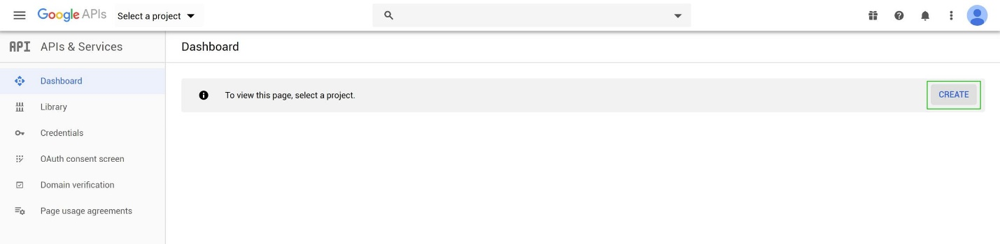 Google APIs Select a project
API APIs & Services
Dashboard
Dashboard
To view this page, select a project.
CREATE
Library
Credentials
OAuth consent screen
Domain verification
Page usage agreements